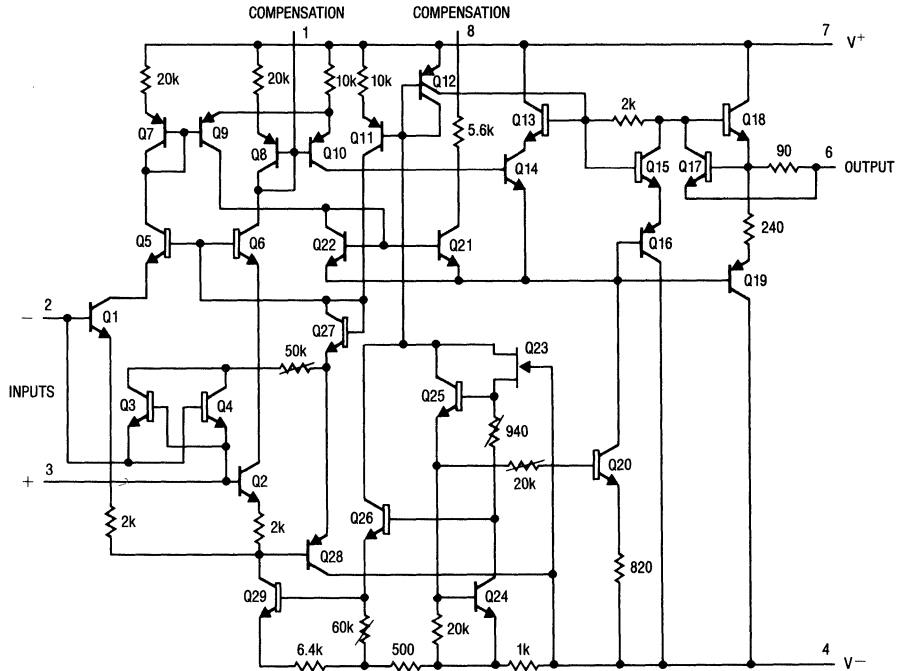 COMPENSATION COMPENSATION
1 8
7 V+
20k 20k 10k 10k Q12
Q7 Q9 Q8 Q10 Q11 5.6k Q13 2k Q18
Q14 Q15 Q17 90 6 OUTPUT
Q5 Q6 Q22 Q21 Q16 240
Q19
2 − Q1 Q27
50k Q23
INPUTS
Q3 Q4 Q25 940
3 + Q2 20k Q20
2k 2k Q26
Q28 820
Q29 Q24
60k 20k
6.4k 500 1k 4 V−